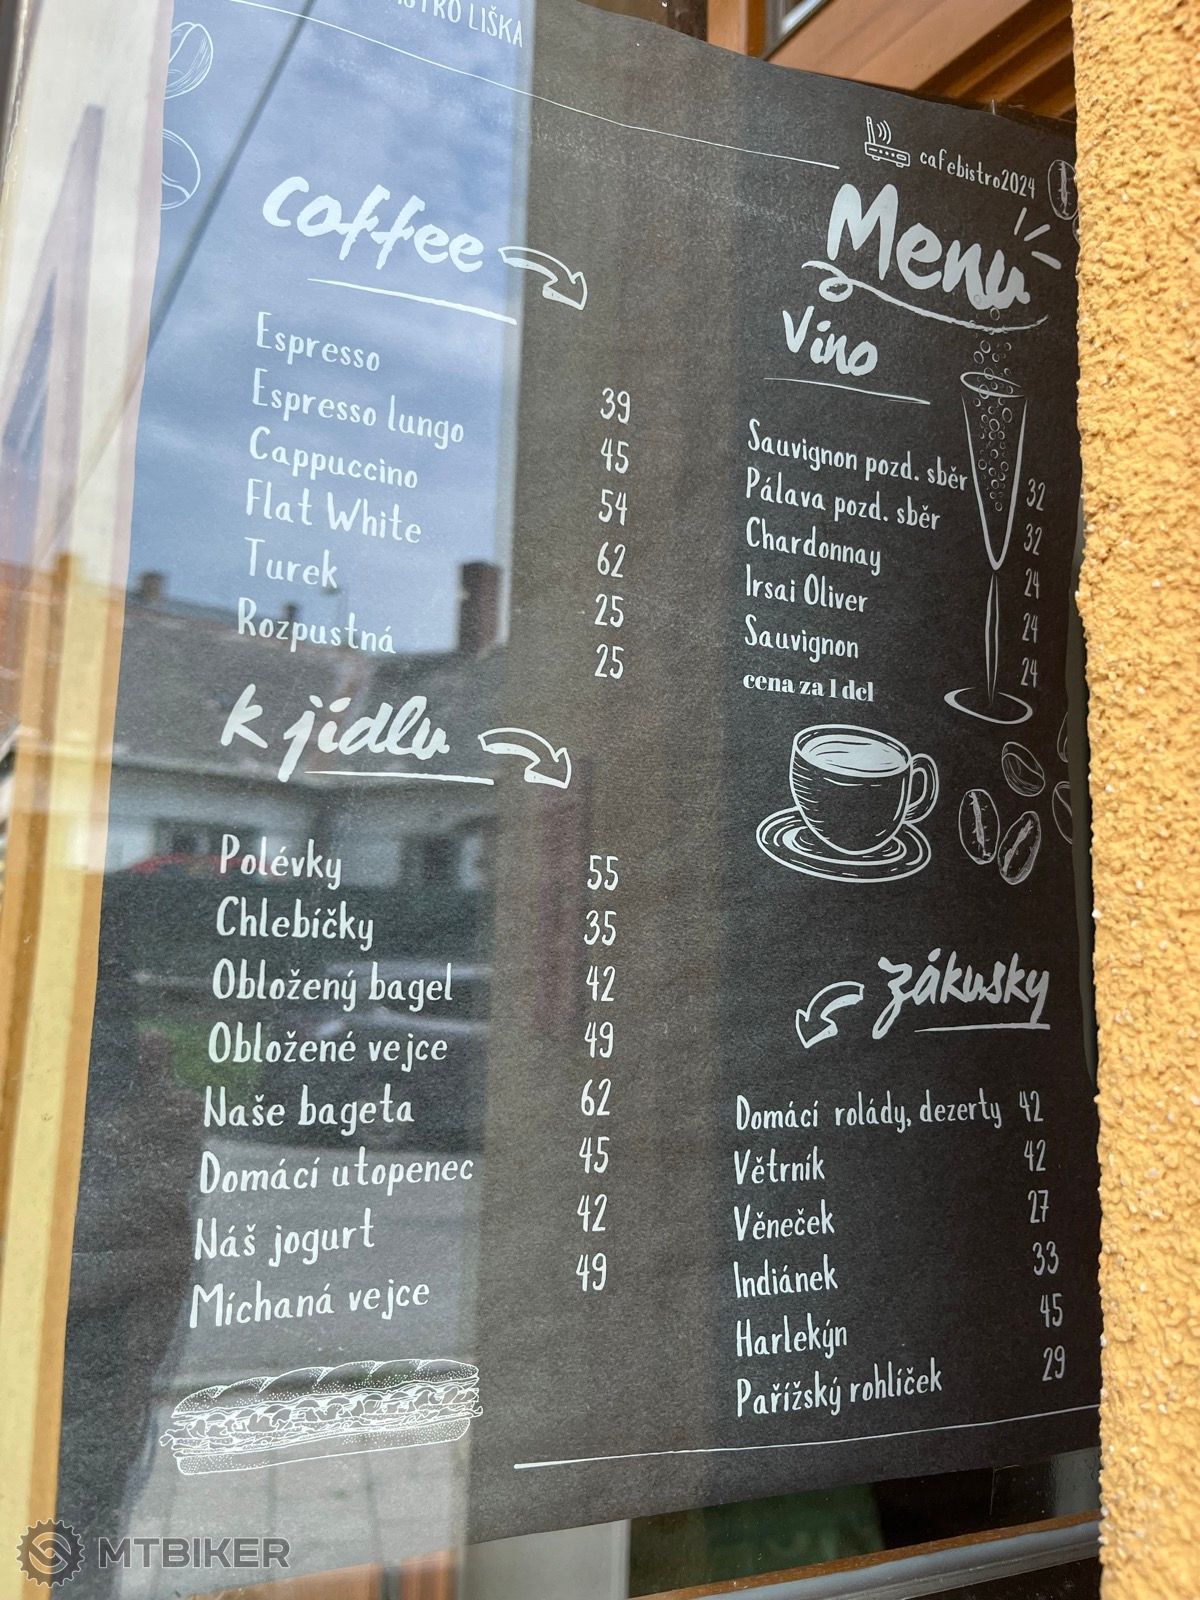 LIŠKA
cafebistro2024
coffee
Espresso 39
Espresso lungo 45
Cappuccino 54
Flat White 62
Turek 25
Rozpustná 25
k jídlu
Polévky 55
Chlebíčky 35
Obložený bagel 42
Obložené vejce 49
Naše bageta 62
Domácí utopenec 45
Náš jogurt 42
Míchaná vejce 49
Menu
Víno
Sauvignon pozd. sběr 32
Pálava pozd. sběr 32
Chardonnay 24
Irsai Oliver 24
Sauvignon 24
cena za 1 dcl
zákusky
Domácí rolády, dezerty 42
Větrník 42
Věneček 27
Indiánek 33
Harlekýn 45
Pařížský rohlíček 29
MTBIKER